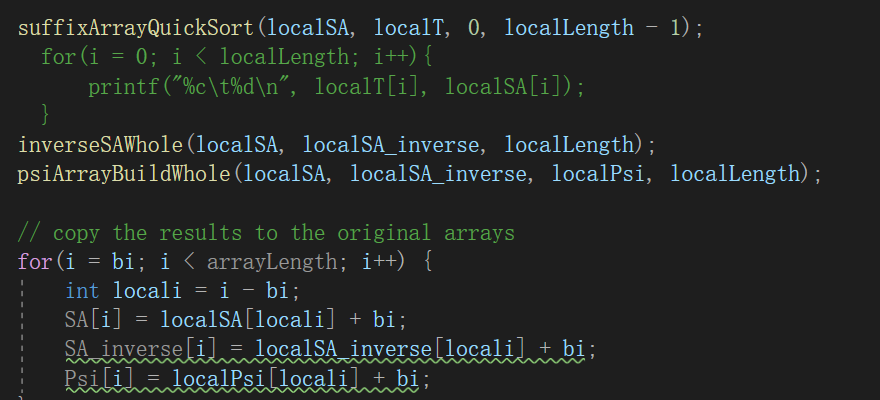 suffixArrayQuickSort(localSA, localT, 0, localLength - 1);
for(i = 0; i < localLength; i++){
printf("%c\t%d\n", localT[i], localSA[i]);
}
inverseSAWhole(localSA, localSA_inverse, localLength);
psiArrayBuildWhole(localSA, localSA_inverse, localPsi, localLength);
// copy the results to the original arrays
for(i = bi; i < arrayLength; i++) {
int locali = i - bi;
SA[i] = localSA[locali] + bi;
SA_inverse[i] = localSA_inverse[locali] + bi;
Psi[i] = localPsi[locali] + bi;